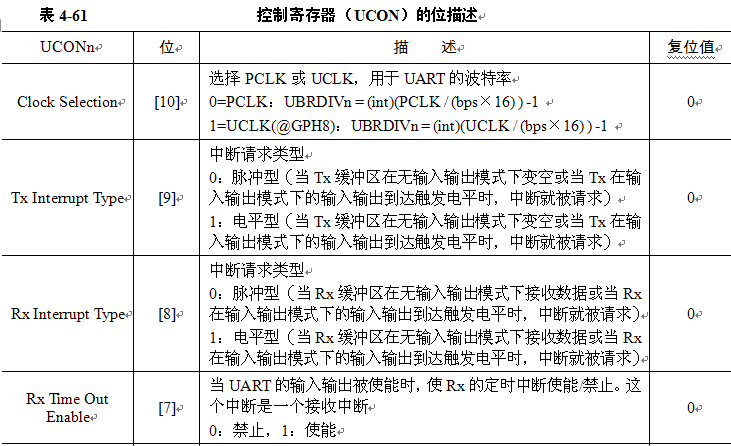 表 4-61 控制寄存器（UCON）的位描述
UCONn 位 描 述 复位值
选择 PCLK 或 UCLK，用于 UART 的波特率
Clock Selection [10] 0=PCLK：UBRDIVn = (int)(PCLK / (bps×16) ) -1 0
1=UCLK(@GPH8)：UBRDIVn = (int)(UCLK / (bps×16) ) -1
中断请求类型
0：脉冲型（当 Tx 缓冲区在无输入输出模式下变空或当 Tx 在输
Tx Interrupt Type [9] 入输出模式下的输入输出到达触发电平时，中断就被请求） 0
1：电平型（当 Tx 缓冲区在无输入输出模式下变空或当 Tx 在输
入输出模式下的输入输出到达触发电平时，中断就被请求）
中断请求类型
0：脉冲型（当 Rx 缓冲区在无输入输出模式下接收数据或当 Rx
Rx Interrupt Type [8] 在输入输出模式下的输入输出到达触发电平时，中断就被请求） 0
1：电平型（当 Rx 缓冲区在无输入输出模式下接收数据或当 Rx
在输入输出模式下的输入输出到达触发电平时，中断就被请求）
当 UART 的输入输出被使能时，使 Rx 的定时中断使能/禁止。这
Rx Time Out Enable [7] 个中断是一个接收中断 0
0：禁止，1：使能